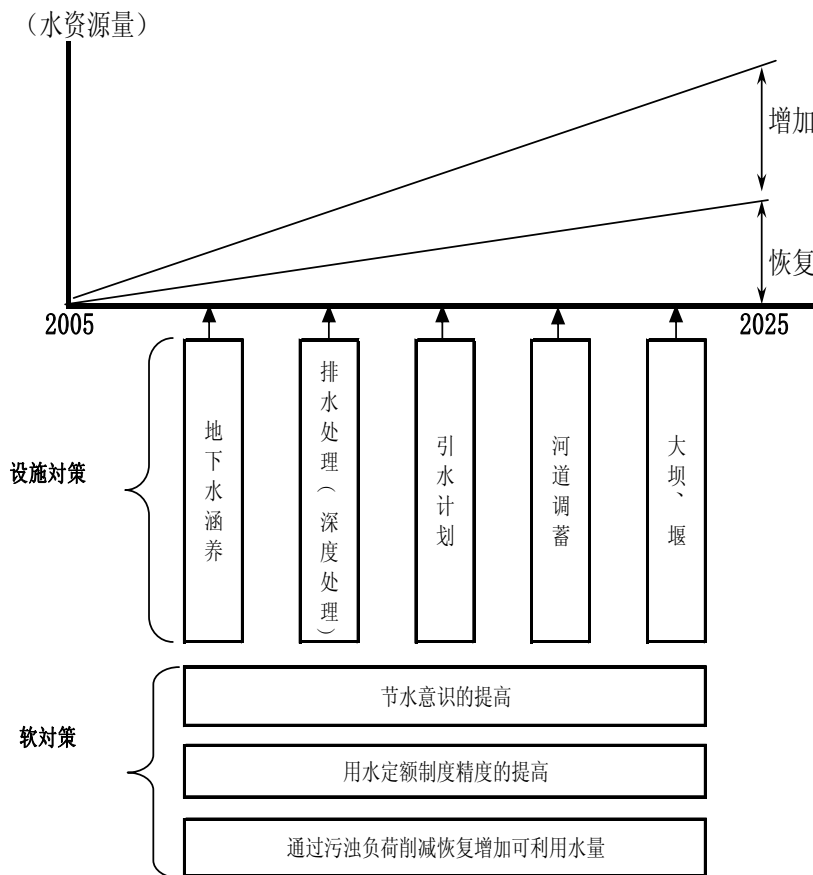 （水资源量）
增加
恢复
2005
2025
设施对策
地下水涵养
排水处理（深度处理）
引水计划
河道调蓄
大坝、堰
软对策
节水意识的提高
用水定额制度精度的提高
通过污浊负荷削减恢复增加可利用水量